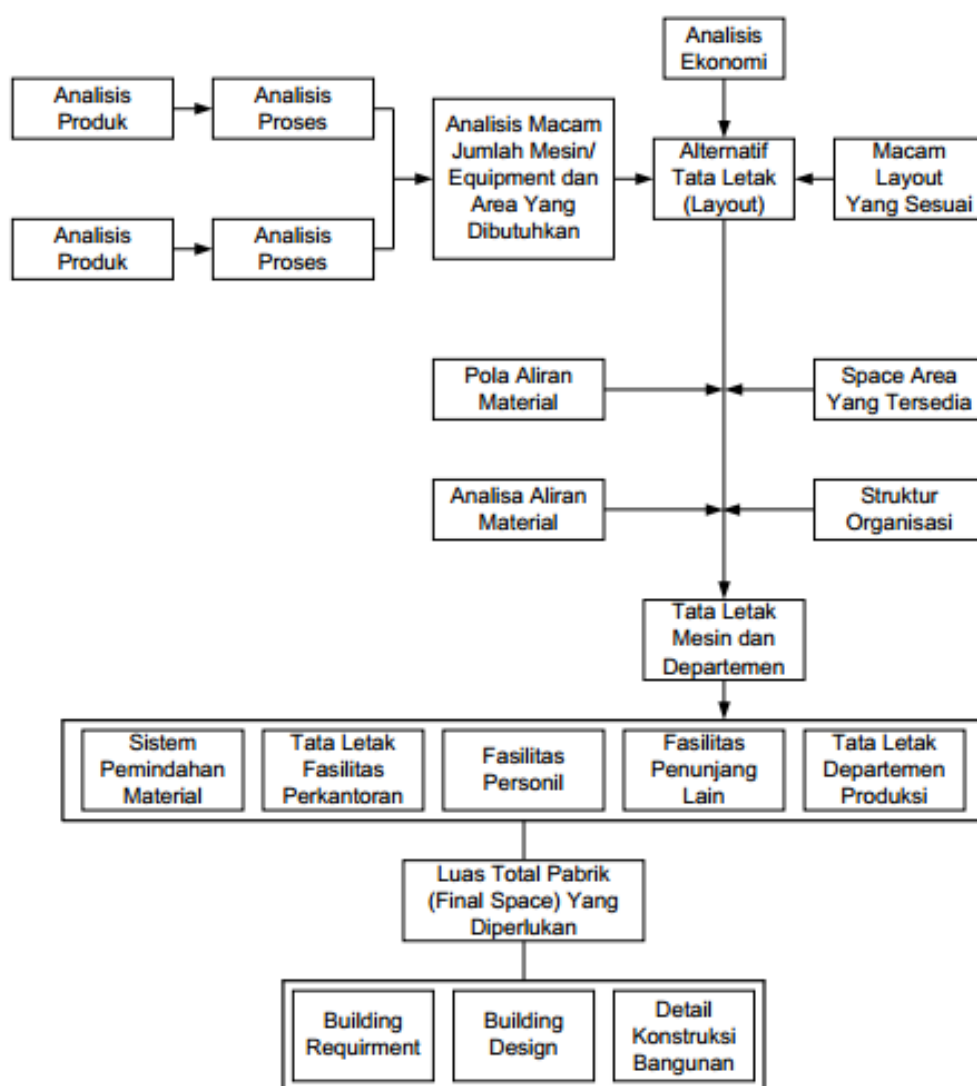 Analisis
Ekonomi
Analisis
Produk
Analisis
Proses
Analisis Macam
Jumlah Mesin/
Equipment dan
Area Yang
Dibutuhkan
Alternatif
Tata Letak
(Layout)
Macam
Layout
Yang Sesuai
Analisis
Produk
Analisis
Proses
Pola Aliran
Material
Space Area
Yang Tersedia
Analisa Aliran
Material
Struktur
Organisasi
Tata Letak
Mesin dan
Departemen
Sistem
Pemindahan
Material
Tata Letak
Fasilitas
Perkantoran
Fasilitas
Personil
Fasilitas
Penunjang
Lain
Tata Letak
Departemen
Produksi
Luas Total Pabrik
(Final Space) Yang
Diperlukan
Building
Requirment
Building
Design
Detail
Konstruksi
Bangunan